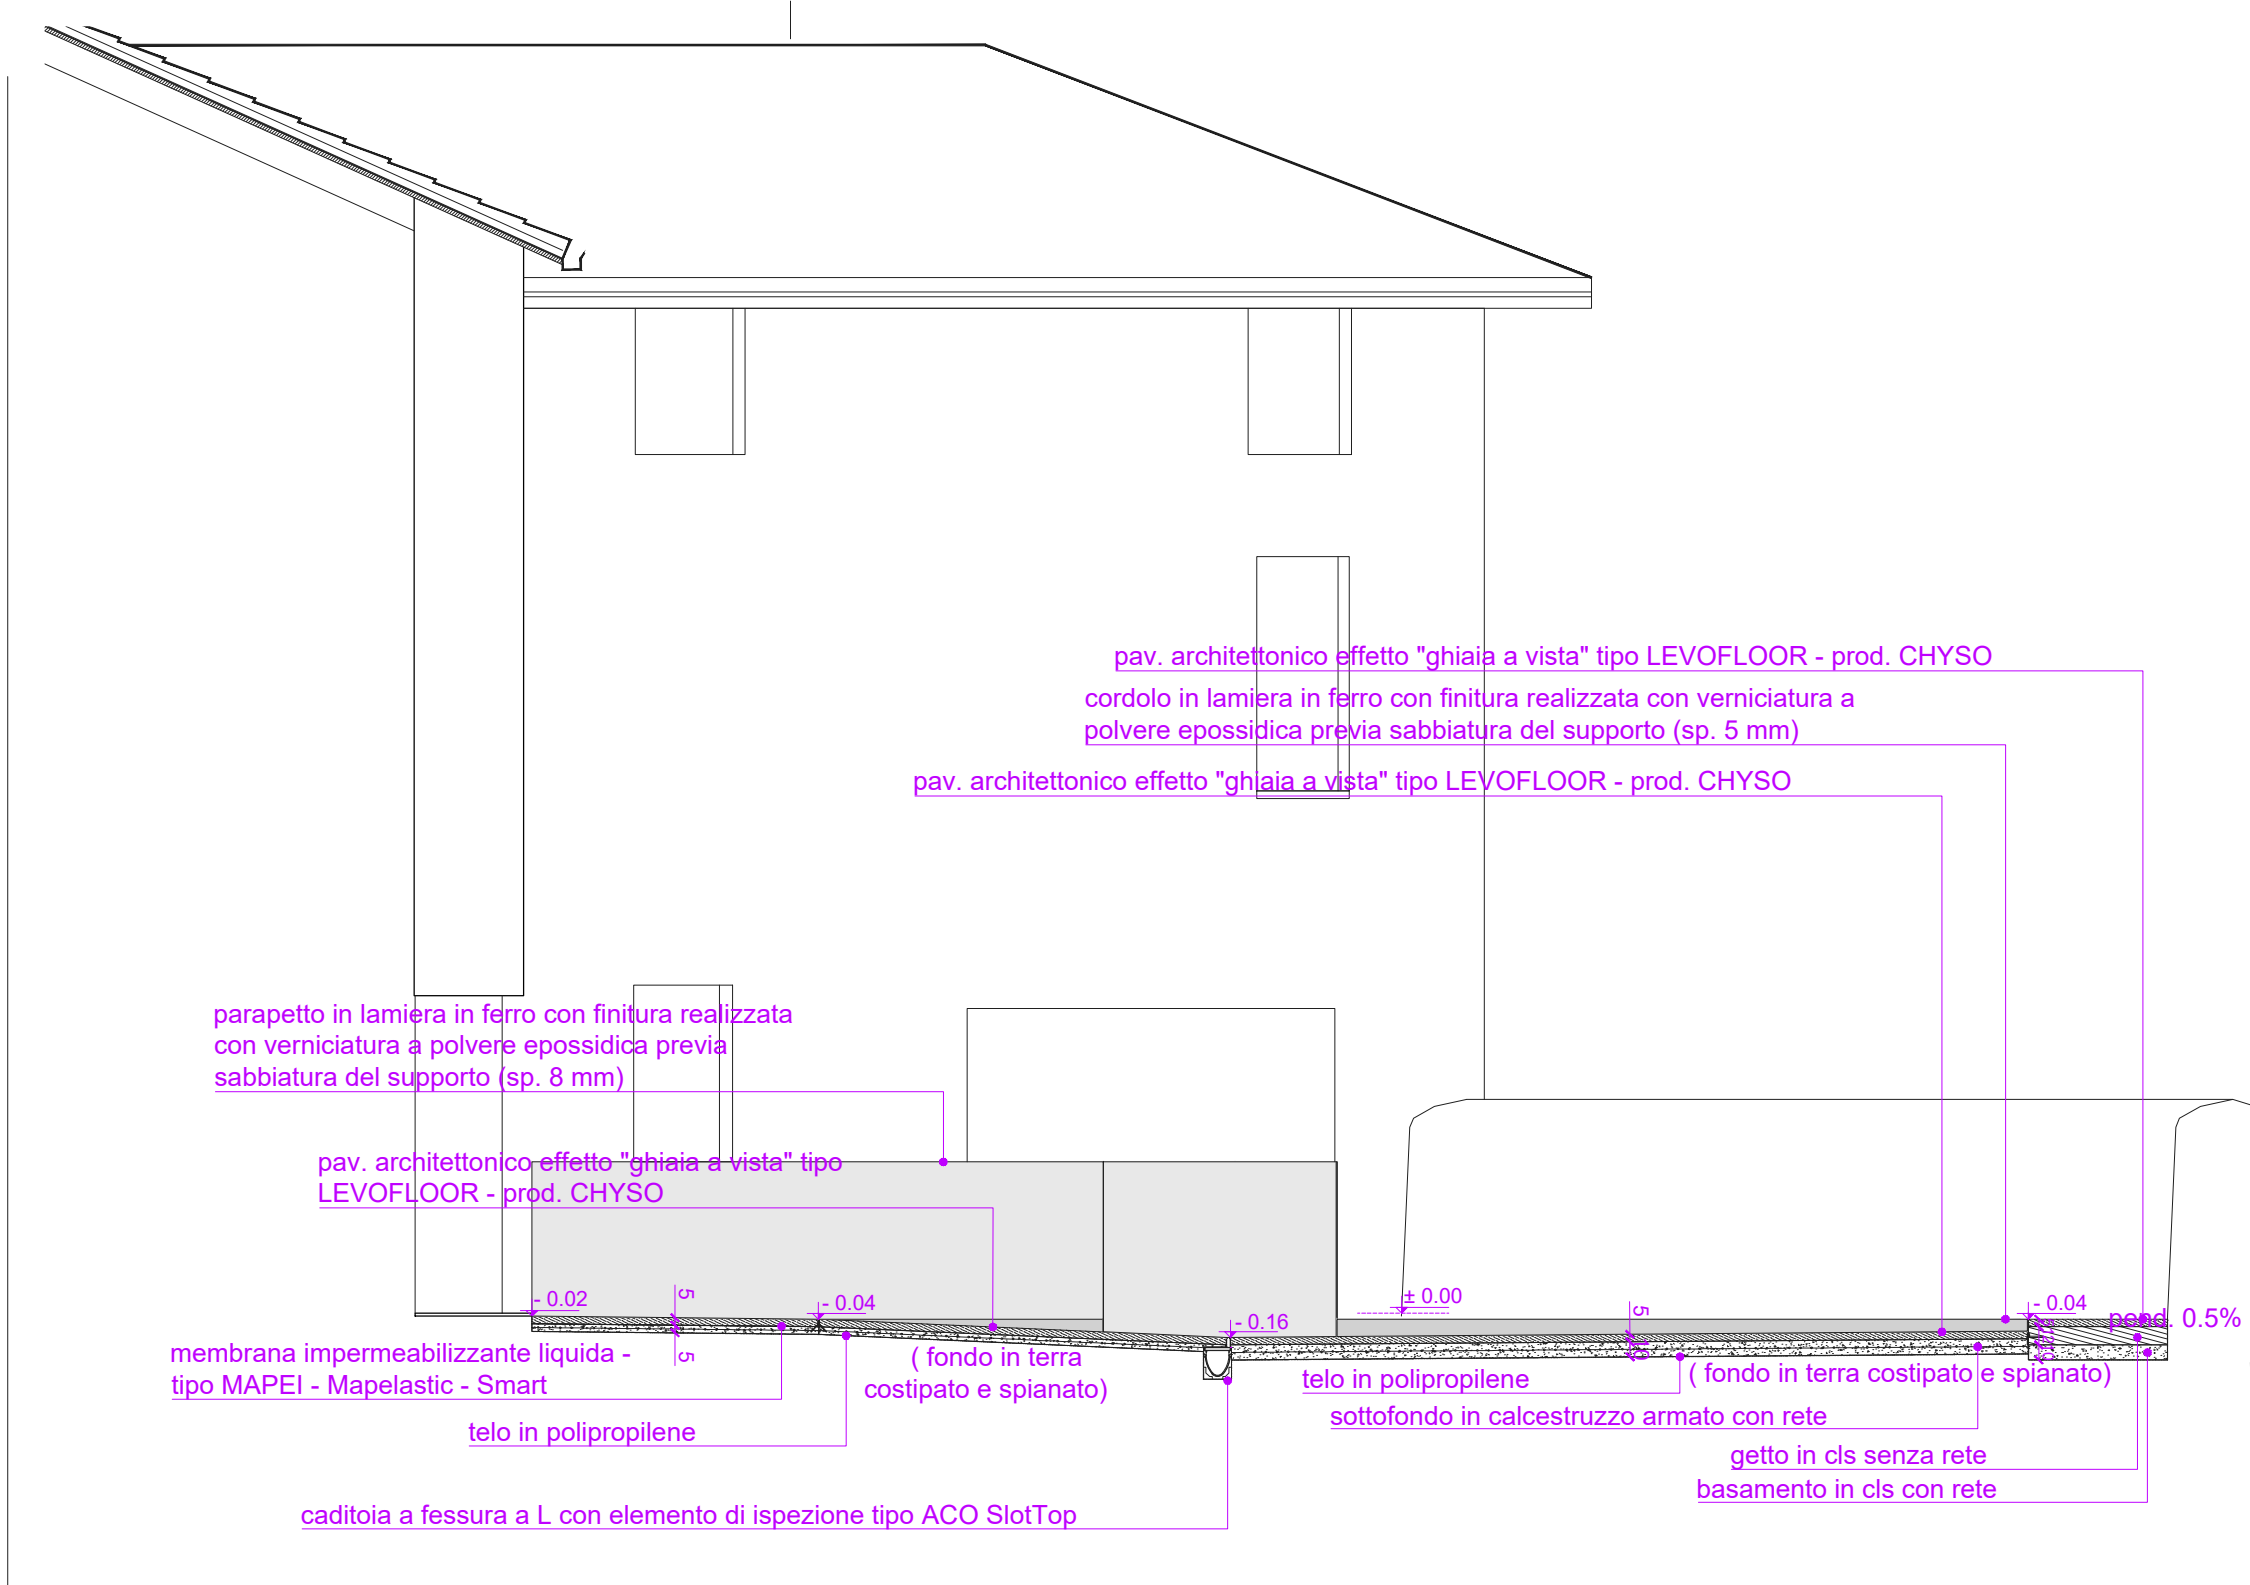 pav. architettonico effetto "ghiaia a vista" tipo LEVOFLOOR - prod. CHYSO
cordolo in lamiera in ferro con finitura realizzata con verniciatura a
polvere epossidica previa sabbiatura del supporto (sp. 5 mm)
pav. architettonico effetto "ghiaia a vista" tipo LEVOFLOOR - prod. CHYSO
parapetto in lamiera in ferro con finitura realizzata
con verniciatura a polvere epossidica previa
sabbiatura del supporto (sp. 8 mm)
pav. architettonico effetto "ghiaia a vista" tipo
LEVOFLOOR - prod. CHYSO
- 0.02
5
5
- 0.04
- 0.16
± 0.00
5
10
- 0.04
pend. 0.5%
membrana impermeabilizzante liquida -
tipo MAPEI - Mapelastic - Smart
( fondo in terra
costipato e spianato)
telo in polipropilene
telo in polipropilene
( fondo in terra costipato e spianato)
sottofondo in calcestruzzo armato con rete
getto in cls senza rete
basamento in cls con rete
caditoia a fessura a L con elemento di ispezione tipo ACO SlotTop